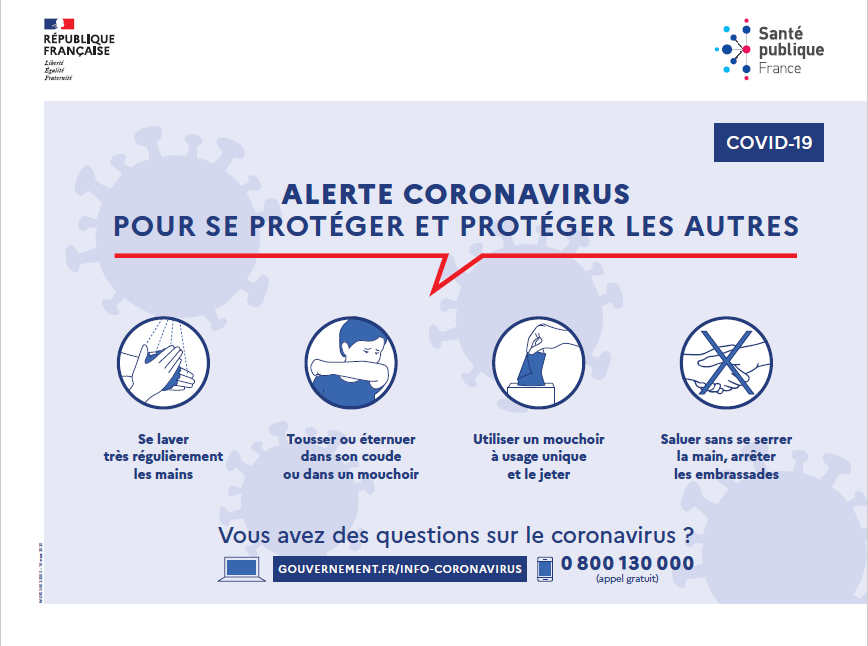 RÉPUBLIQUE
FRANÇAISE
Liberté
Égalité
Fraternité
Santé
publique
France
COVID-19
ALERTE CORONAVIRUS
POUR SE PROTÉGER ET PROTÉGER LES AUTRES
Se laver
très régulièrement
les mains
Tousser ou éternuer
dans son coude
ou dans un mouchoir
Utiliser un mouchoir
à usage unique
et le jeter
Saluer sans se serrer
la main, arrêter
les embrassades
Vous avez des questions sur le coronavirus ?
GOUVERNEMENT.FR/INFO-CORONAVIRUS
0 800 130 000
(appel gratuit)